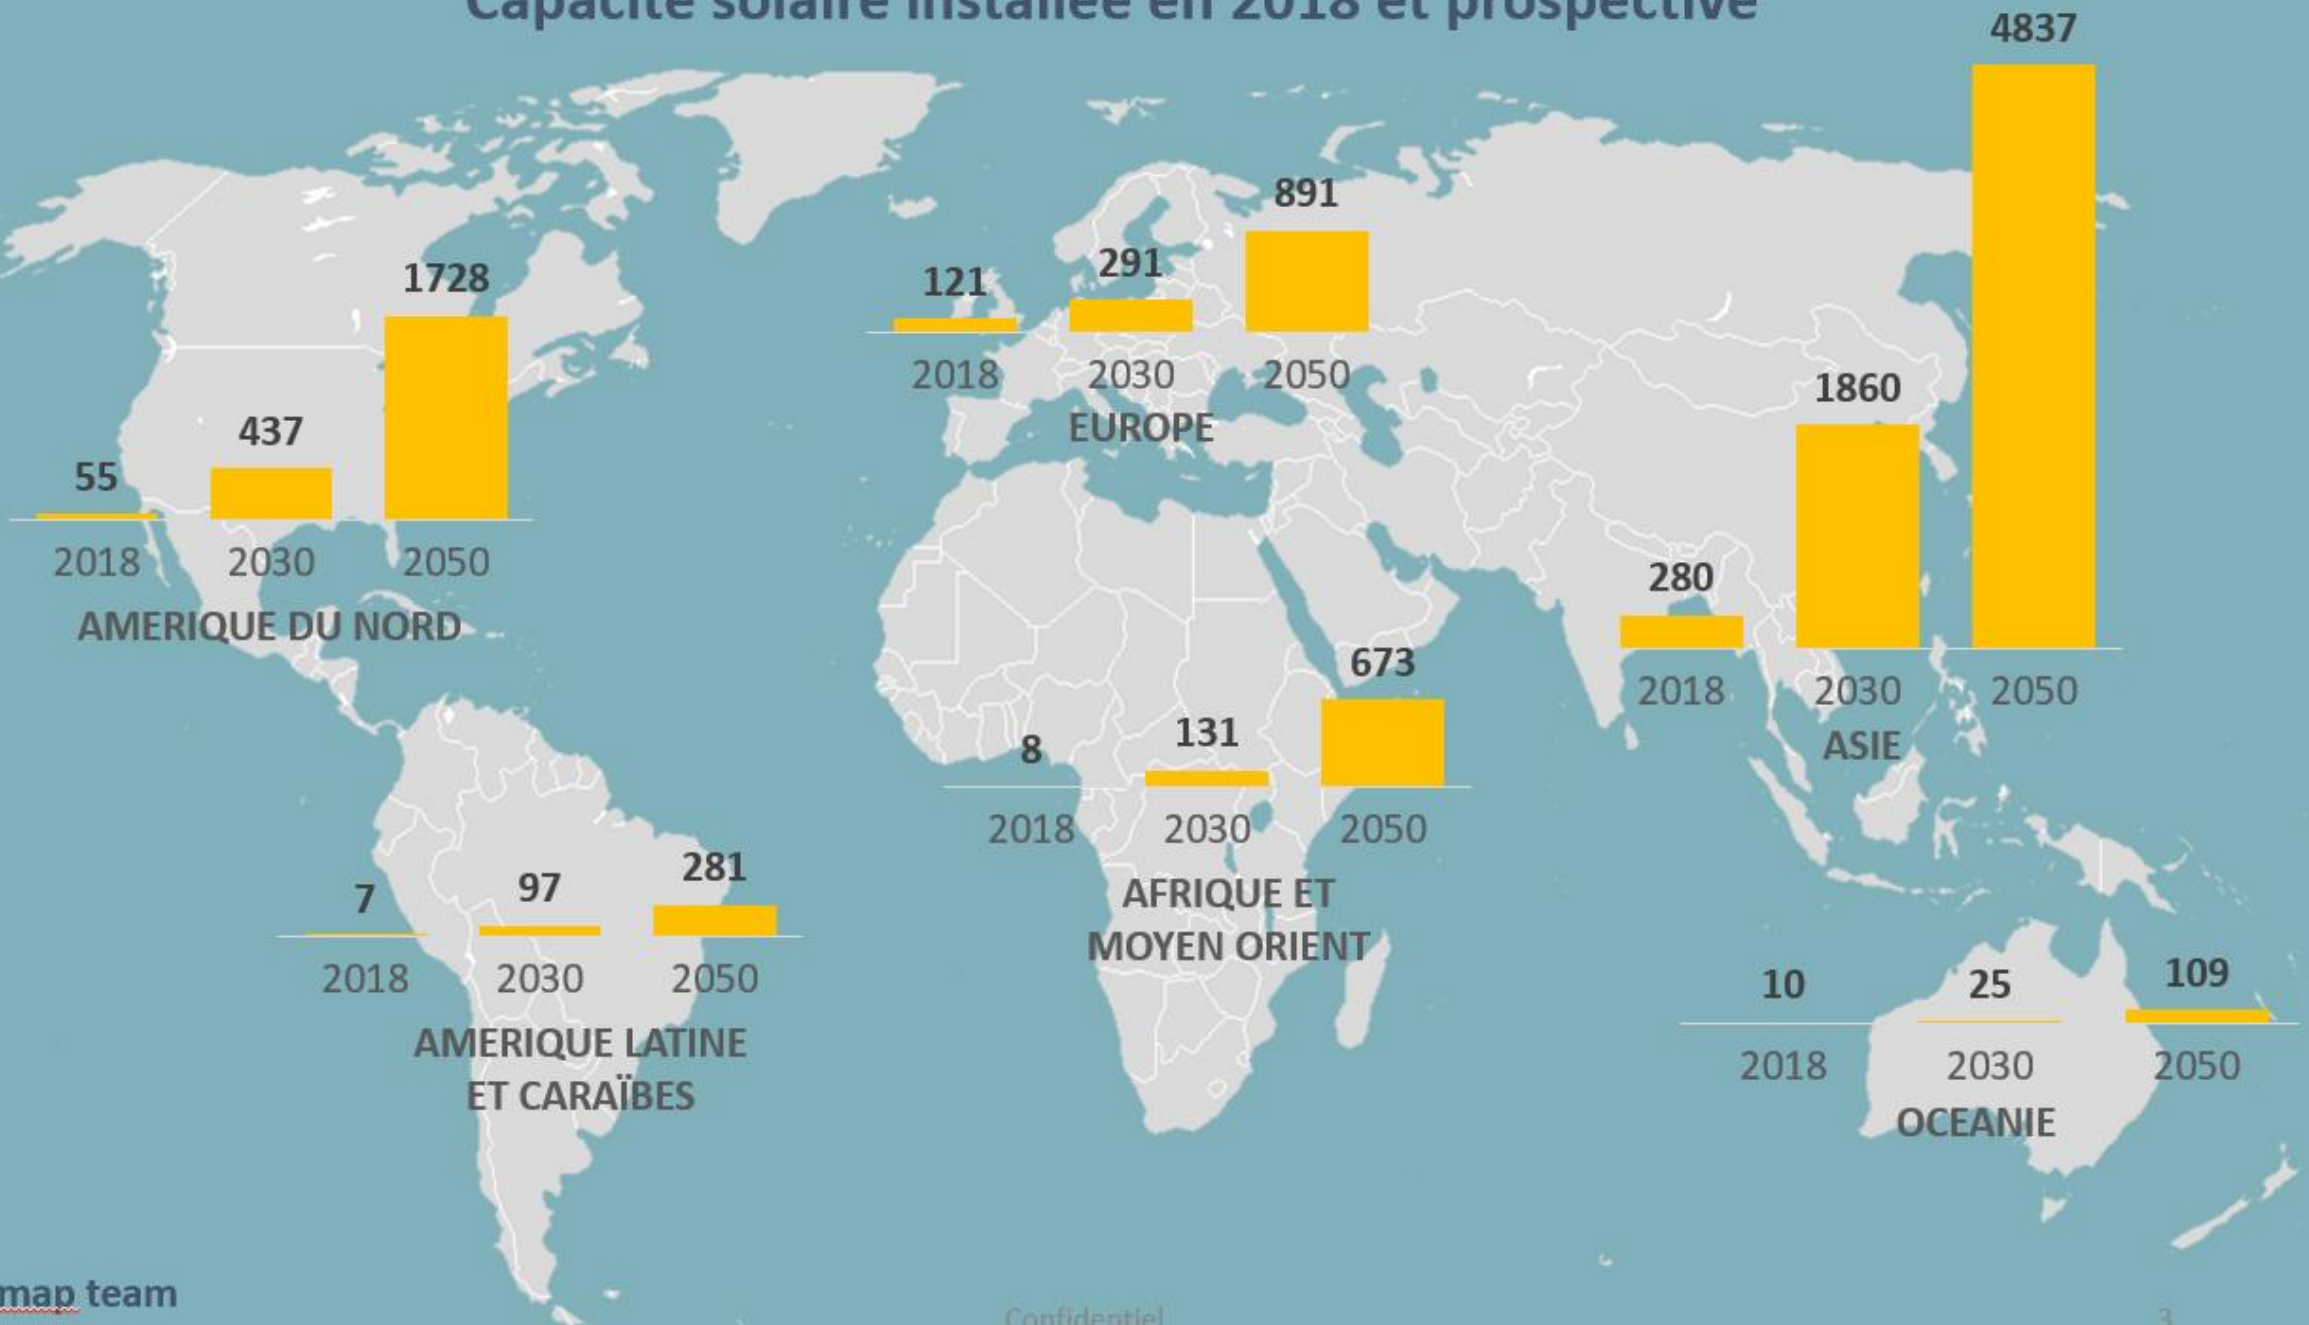 Capacité solaire installée en 2018 et prospective
4837
891
291
121
1728
437
55
1860
280
2018 2030 2050
EUROPE
2018 2030 2050
AMERIQUE DU NORD
2018 2030 2050
ASIE
673
131
8
2018 2030 2050
AFRIQUE ET
MOYEN ORIENT
281
97
7
2018 2030 2050
AMERIQUE LATINE
ET CARAÏBES
10 25 109
2018 2030 2050
OCEANIE
map team
Confidentiel
3